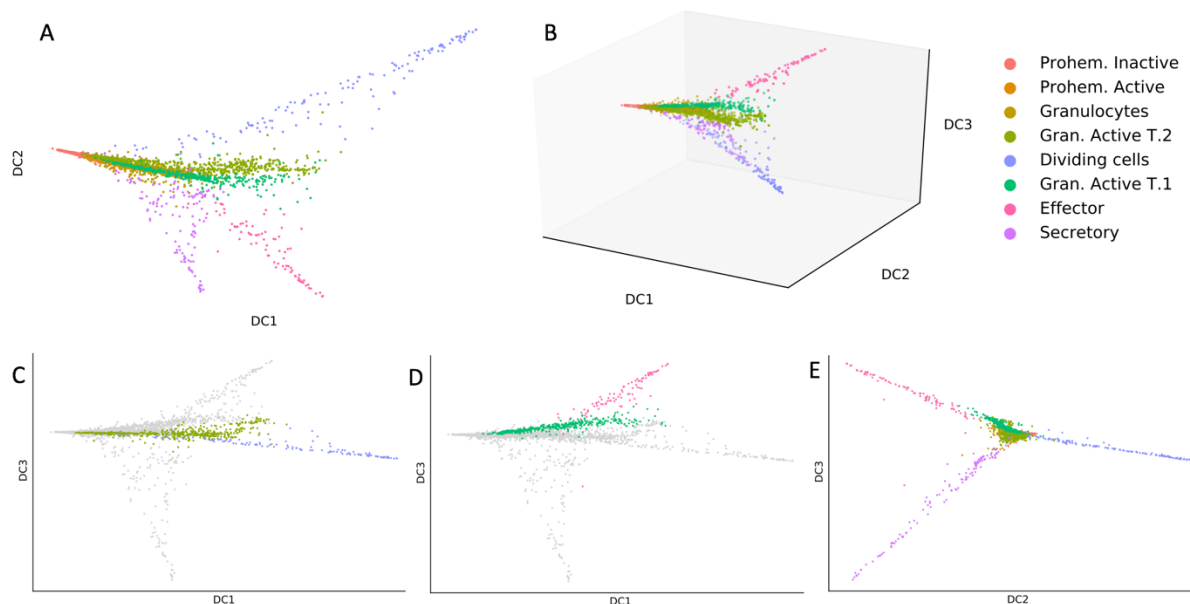 A
B
DC2
DC1
DC3
DC2
DC1
Prohem. Inactive
Prohem. Active
Granulocytes
Gran. Active T.2
Dividing cells
Gran. Active T.1
Effector
Secretory
C
DC3
DC1
D
DC3
DC1
E
DC3
DC2